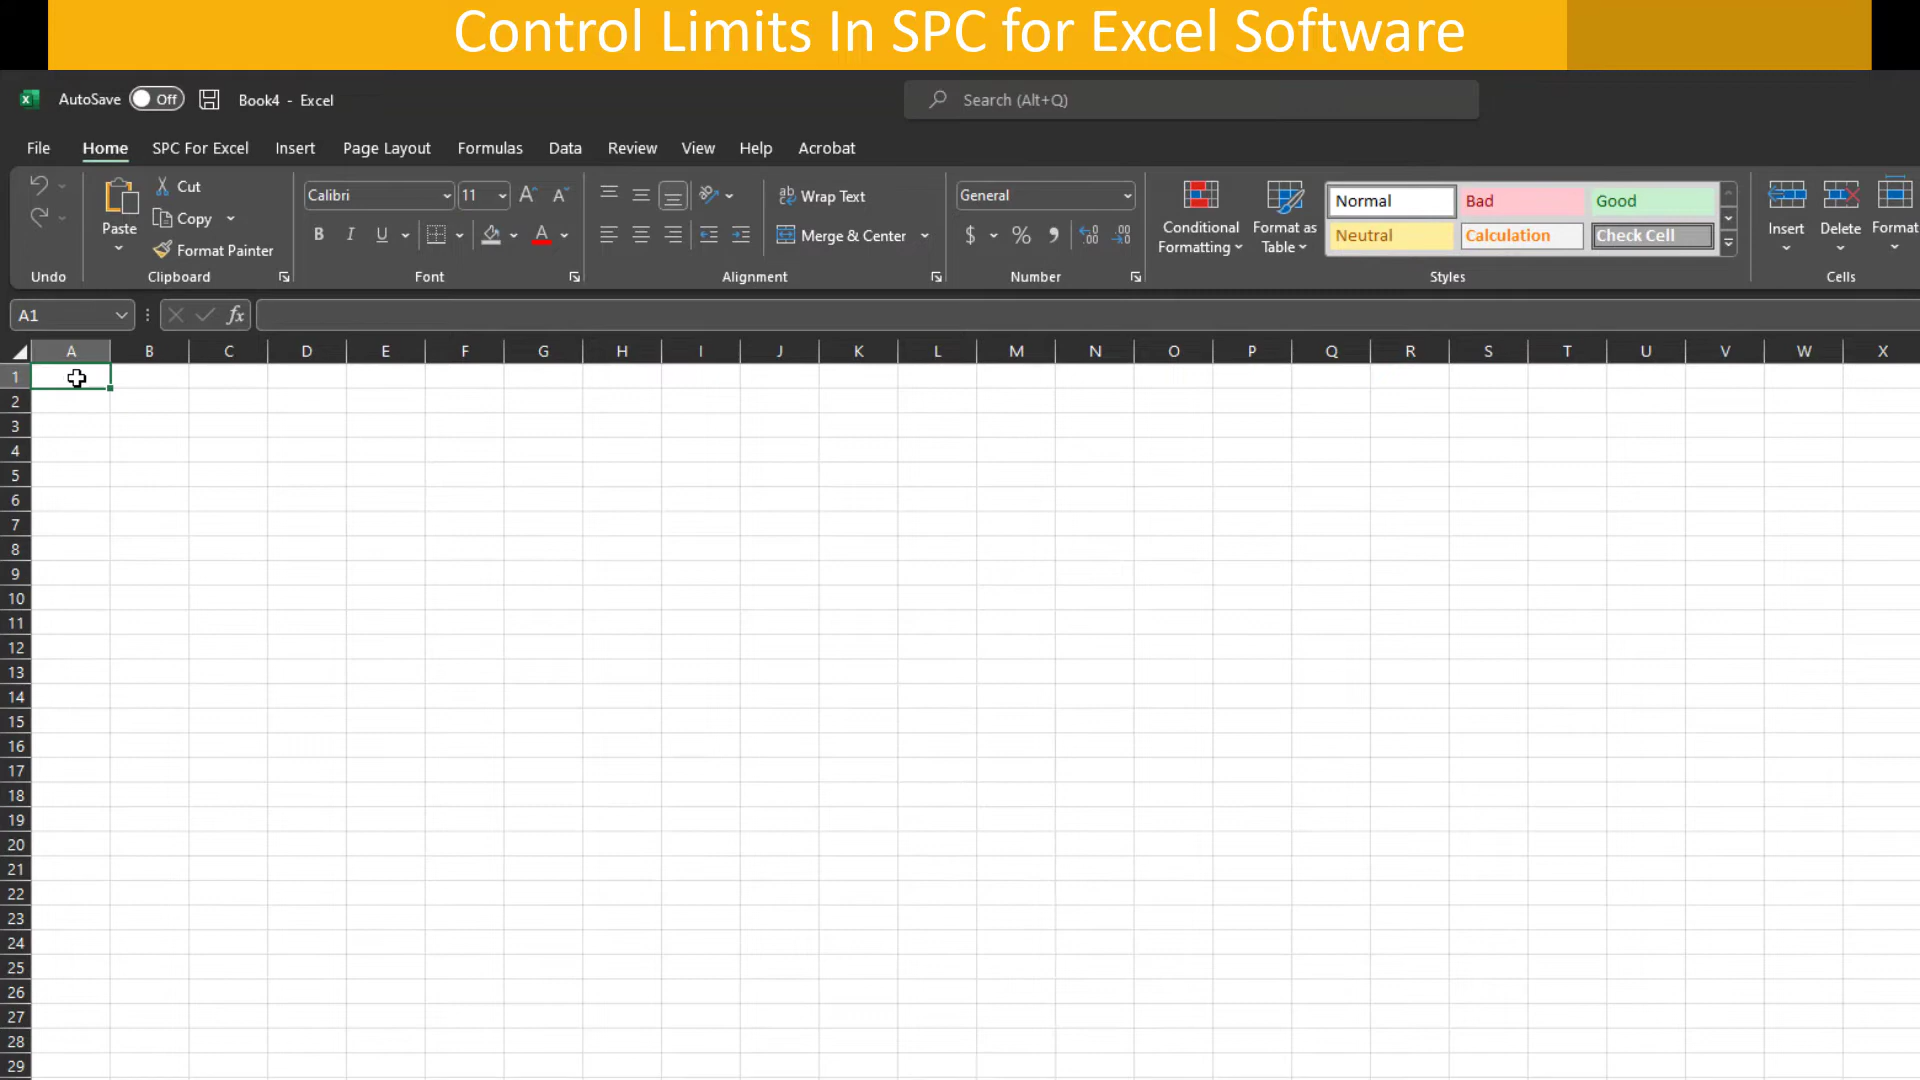 Control Limits In SPC for Excel Software
AutoSave Off Book4 - Excel Search (Alt+Q)
File Home SPC For Excel Insert Page Layout Formulas Data Review View Help Acrobat
Paste
Cut
Copy
Format Painter
Calibri 11 A A
B I U A
ab Wrap Text
Merge & Center
General
$ % 9
Conditional Formatting
Format as Table
Normal Bad Good
Neutral Calculation Check Cell
Insert Delete Format
Undo Clipboard Font Alignment Number Styles Cells
A1 fx
A B C D E F G H I J K L M N O P Q R S T U V W X
1
2
3
4
5
6
7
8
9
10
11
12
13
14
15
16
17
18
19
20
21
22
23
24
25
26
27
28
29